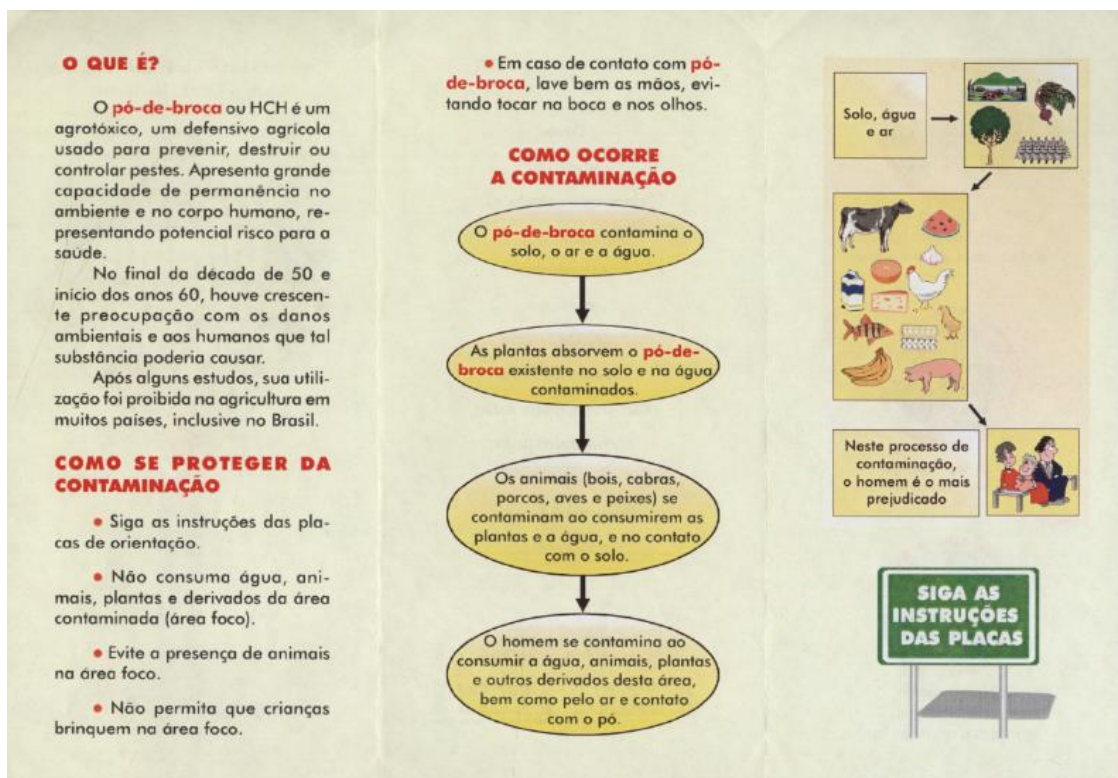 O QUE É?
O pó-de-broca ou HCH é um
agrotóxico, um defensivo agrícola
usado para prevenir, destruir ou
controlar pestes. Apresenta grande
capacidade de permanência no
ambiente e no corpo humano, re-
presentando potencial risco para a
saúde.
No final da década de 50 e
início dos anos 60, houve crescen-
te preocupação com os danos
ambientais e aos humanos que tal
substância poderia causar.
Após alguns estudos, sua utili-
zação foi proibida na agricultura em
muitos países, inclusive no Brasil.
COMO SE PROTEGER DA
CONTAMINAÇÃO
• Siga as instruções das pla-
cas de orientação.
• Não consuma água, ani-
mais, plantas e derivados da área
contaminada (área foco).
• Evite a presença de animais
na área foco.
• Não permita que crianças
brinquem na área foco.
• Em caso de contato com pó-
de-broca, lave bem as mãos, evi-
tando tocar na boca e nos olhos.
COMO OCORRE
A CONTAMINAÇÃO
O pó-de-broca contamina o
solo, o ar e a água.
As plantas absorvem o pó-de-
broca existente no solo e na água
contaminados.
Os animais (bois, cabras,
porcos, aves e peixes) se
contaminam ao consumirem as
plantas e a água, e no contato
com o solo.
O homem se contamina ao
consumir a água, animais, plantas
e outros derivados desta área,
bem como pelo ar e contato
com o pó.
Solo, água
e ar
Neste processo de
contaminação,
o homem é o mais
prejudicado
SIGA AS
INSTRUÇÕES
DAS PLACAS